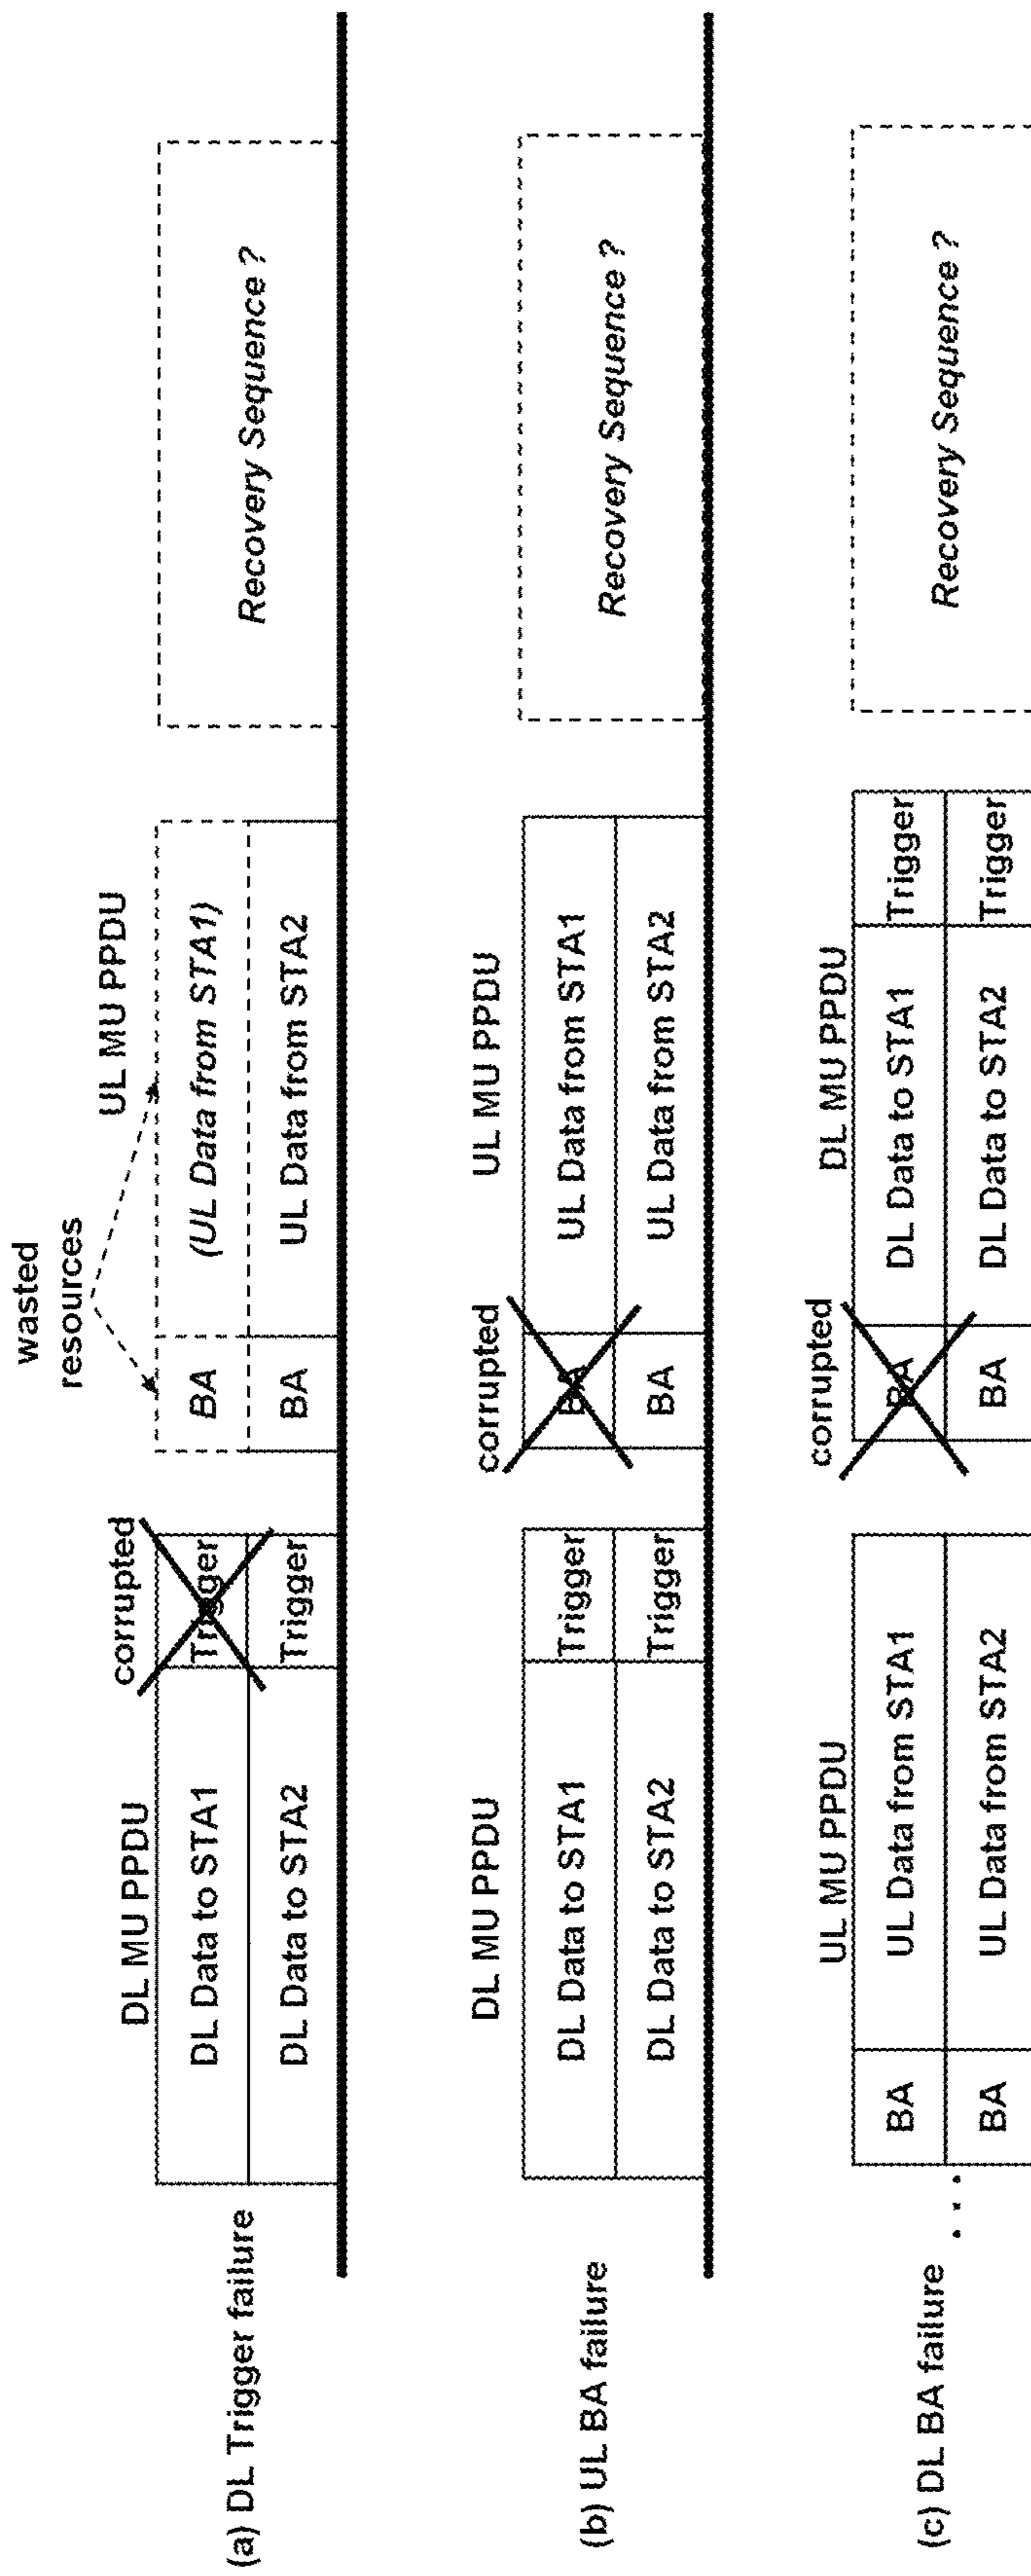 wasted
resources
DL MU PPDU
corrupted
UL MU PPDU
(a) DL Trigger failure
DL Data to STA1
Trigger
BA
(UL Data from STA1)
DL Data to STA2
Trigger
BA
UL Data from STA2
Recovery Sequence ?
DL MU PPDU
corrupted
UL MU PPDU
(b) UL BA failure
DL Data to STA1
Trigger
BA
UL Data from STA1
DL Data to STA2
Trigger
BA
UL Data from STA2
Recovery Sequence ?
UL MU PPDU
corrupted
DL MU PPDU
(c) DL BA failure
...
BA
UL Data from STA1
BA
DL Data to STA1
Trigger
BA
UL Data from STA2
BA
DL Data to STA2
Trigger
Recovery Sequence ?